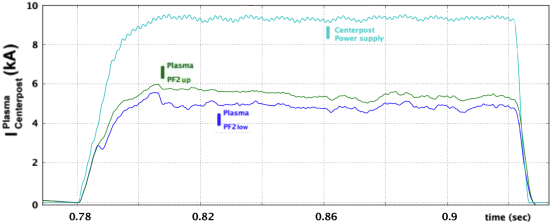 10
8
6
4
2
0
I Plasma
Centerpost (kA)
Centerpost
Power supply
Plasma
PF2 up
Plasma
PF2 low
0.78
0.82
0.86
0.9
time (sec)